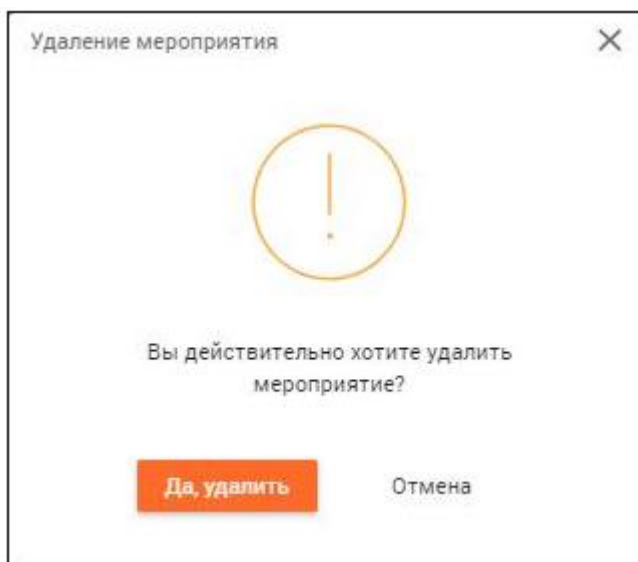 Удаление мероприятия
Вы действительно хотите удалить
мероприятие?
Да, удалить
Отмена